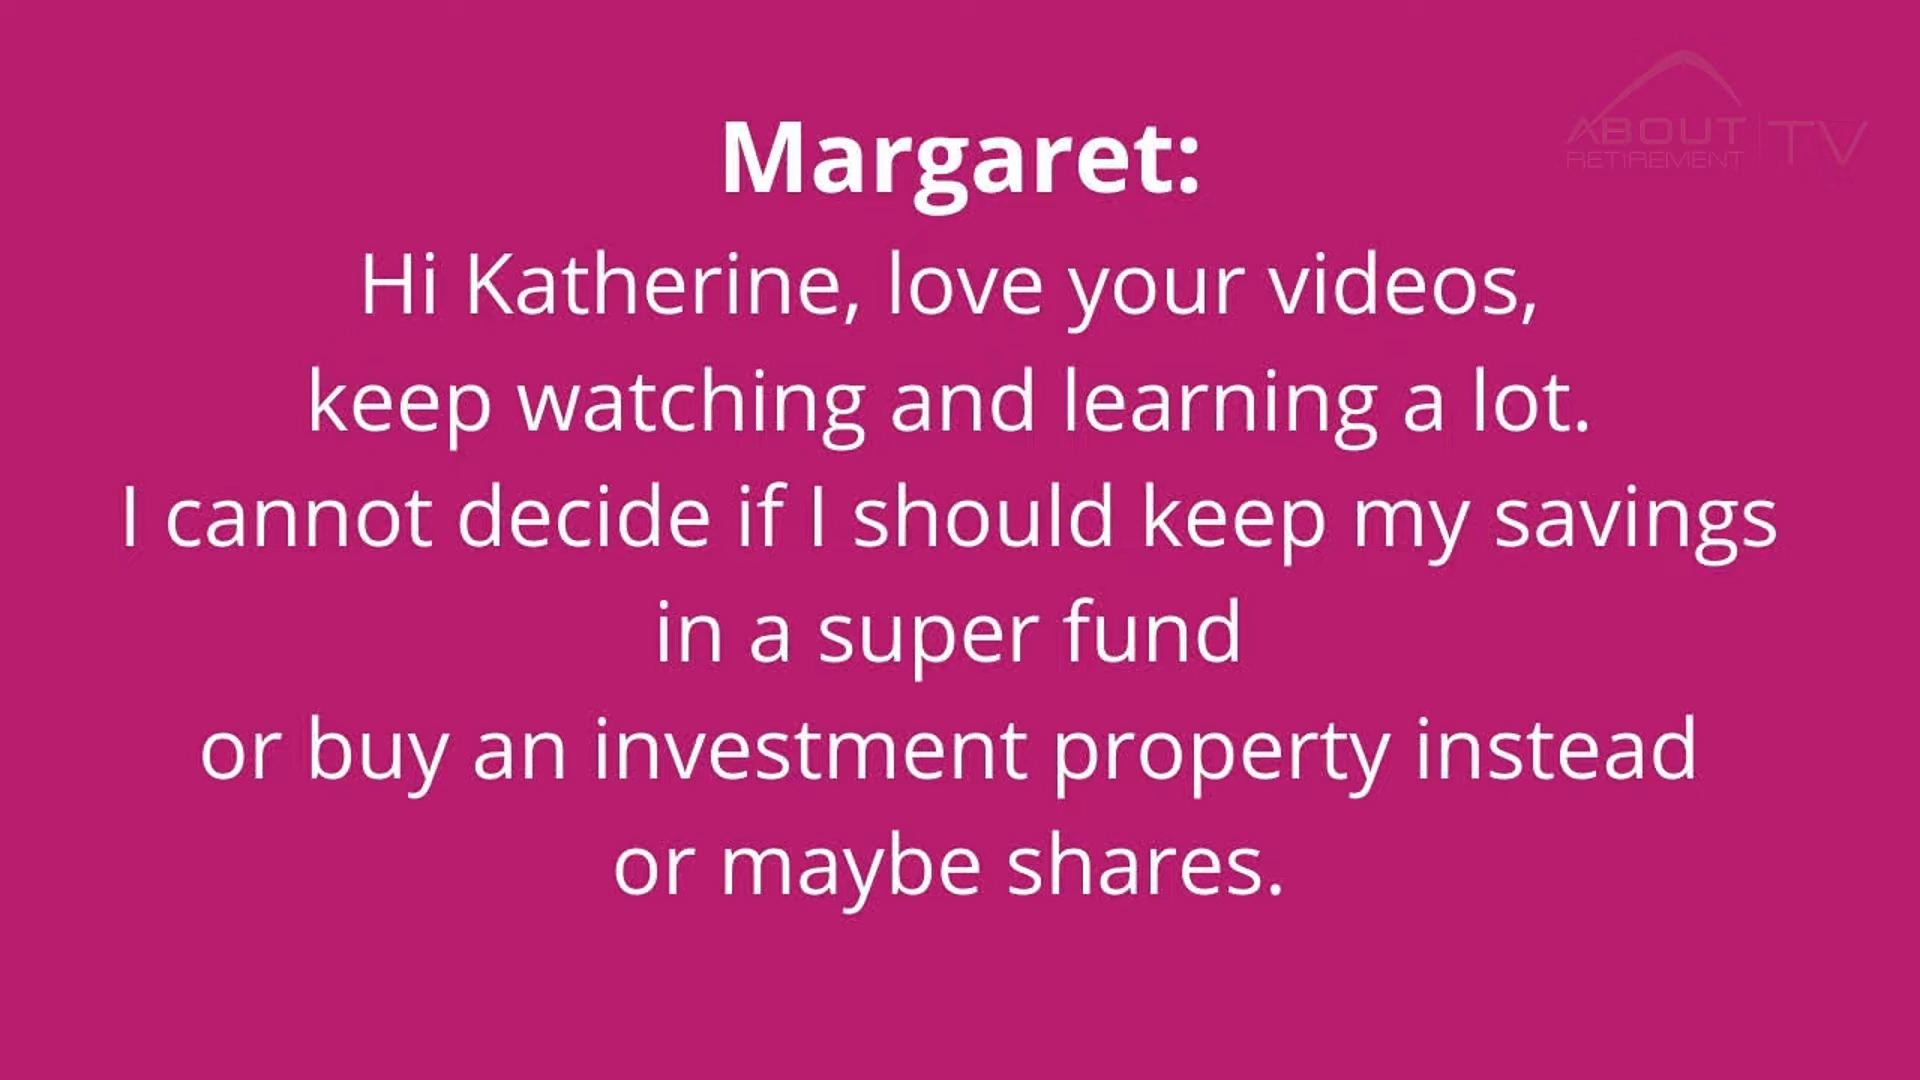 ABOUT
RETIREMENT
TV
Margaret:
Hi Katherine, love your videos,
keep watching and learning a lot.
I cannot decide if I should keep my savings
in a super fund
or buy an investment property instead
or maybe shares.